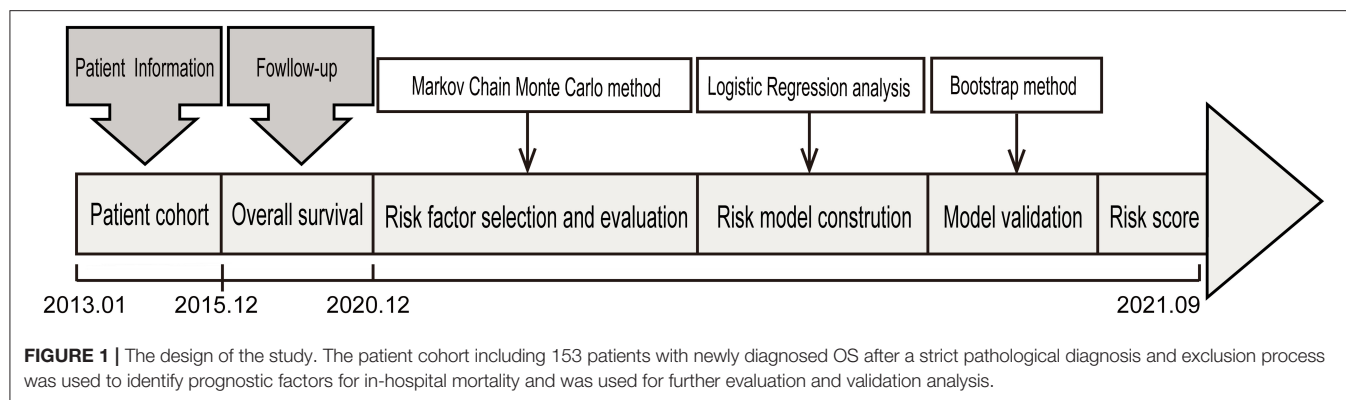 Patient Information
Fowllow-up
Markov Chain Monte Carlo method
Logistic Regression analysis
Bootstrap method
Patient cohort
Overall survival
Risk factor selection and evaluation
Risk model constrution
Model validation
Risk score
2013.01
2015.12
2020.12
2021.09
FIGURE 1 | The design of the study. The patient cohort including 153 patients with newly diagnosed OS after a strict pathological diagnosis and exclusion process
was used to identify prognostic factors for in-hospital mortality and was used for further evaluation and validation analysis.